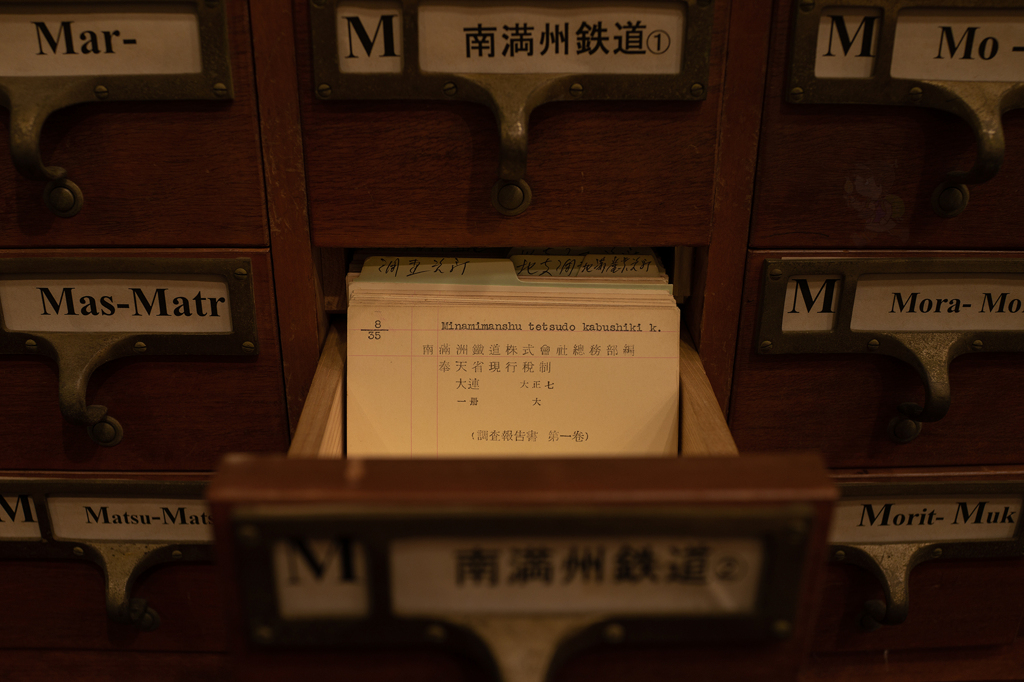 Mar-
M 南満州鉄道①
M Mo -
Mas-Matr
M Mora- Mo
8
35
Minamimanshu tetsudo kabushiki k.
南滿洲鐵道株式會社總務部編
奉天省現行稅制
大連 大正七
一冊 大
(調査報告書 第一卷)
M Matsu-Mats
Morit- Muk
M 南満州鉄道②